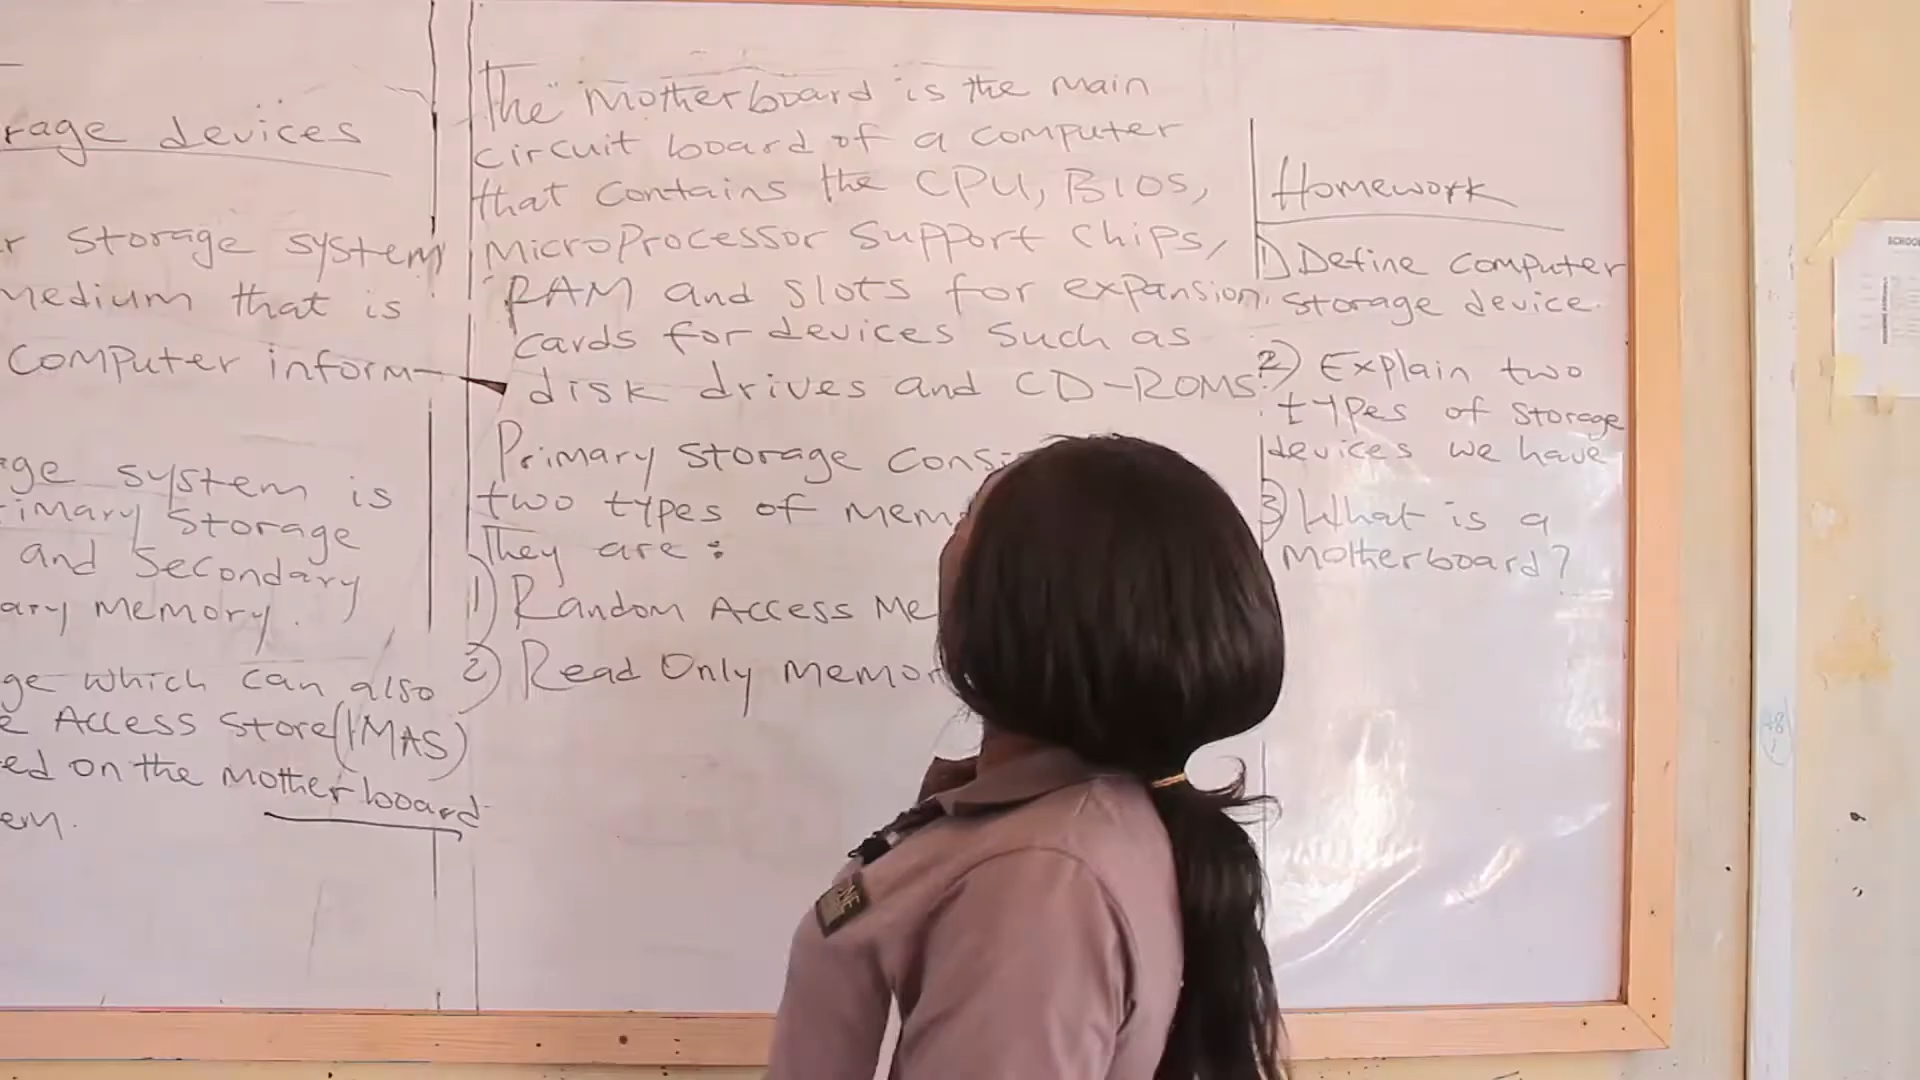 rage devices
r storage system
medium that is
computer inform-
ge system is
imary storage
and secondary
ary memory.
ge which can also
e Access Store (IMAS)
ed on the motherboard
em.
The motherboard is the main
circuit board of a computer
that contains the CPU, BIOS,
Microprocessor support chips,
RAM and slots for expansion
cards for devices such as
disk drives and CD-ROMS.
Primary storage cons
two types of mem
They are:
1) Random Access Me
2) Read Only Memor
Homework
1) Define computer
storage device.
2) Explain two
types of storage
devices we have
3) What is a
motherboard?
SCHOO